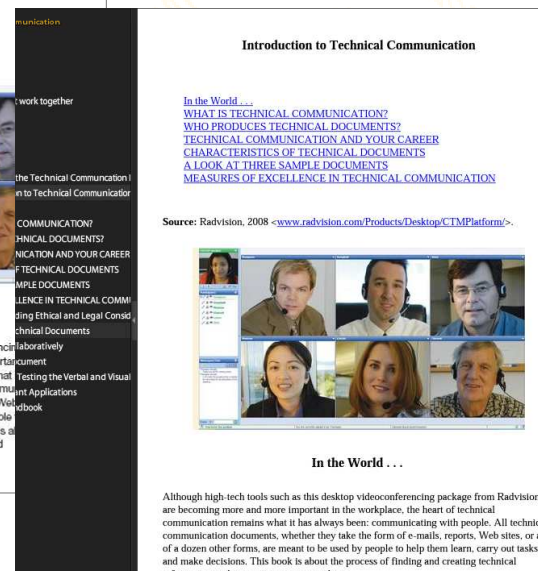 munication
t work together
the Technical Communcation
n to Technical Communication
COMMUNICATION?
CHNICAL DOCUMENTS?
NICATION AND YOUR CAREER
F TECHNICAL DOCUMENTS
MPLE DOCUMENTS
LLENCE IN TECHNICAL COMMU
ding Ethical and Legal Consid
chnical Documents
laboratively
cument
Testing the Verbal and Visual
ant Applications
ndbook
Introduction to Technical Communication
In the World . . .
WHAT IS TECHNICAL COMMUNICATION?
WHO PRODUCES TECHNICAL DOCUMENTS?
TECHNICAL COMMUNICATION AND YOUR CAREER
CHARACTERISTICS OF TECHNICAL DOCUMENTS
A LOOK AT THREE SAMPLE DOCUMENTS
MEASURES OF EXCELLENCE IN TECHNICAL COMMUNICATION
Source: Radvision, 2008 <www.radvision.com/Products/Desktop/CTMPlatform/>.
In the World . . .
Although high-tech tools such as this desktop videoconferencing package from Radvision
are becoming more and more important in the workplace, the heart of technical
communication remains what it has always been: communicating with people. All technic
communication documents, whether they take the form of e-mails, reports, Web sites, or a
of a dozen other forms, are meant to be used by people to help them learn, carry out tasks
and make decisions. This book is about the process of finding and creating technical